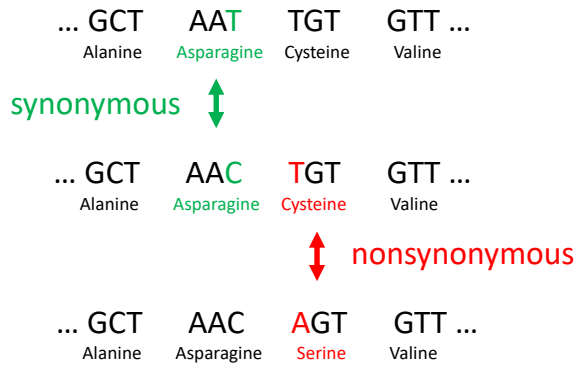 ... GCT AAT TGT GTT ...
Alanine Asparagine Cysteine Valine
synonymous
... GCT AAC TGT GTT ...
Alanine Asparagine Cysteine Valine
nonsynonymous
... GCT AAC AGT GTT ...
Alanine Asparagine Serine Valine